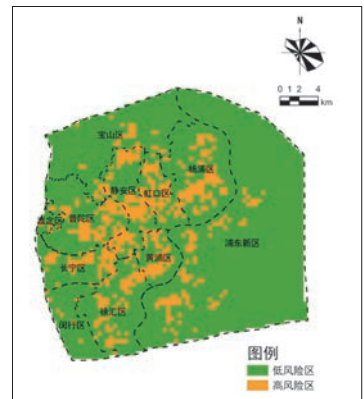 N
0 1 2 4
km
宝山区
杨浦区
静安区 虹口区
嘉定区 普陀区
浦东新区
黄浦区
长宁区
徐汇区
闵行区
图例
低风险区
高风险区